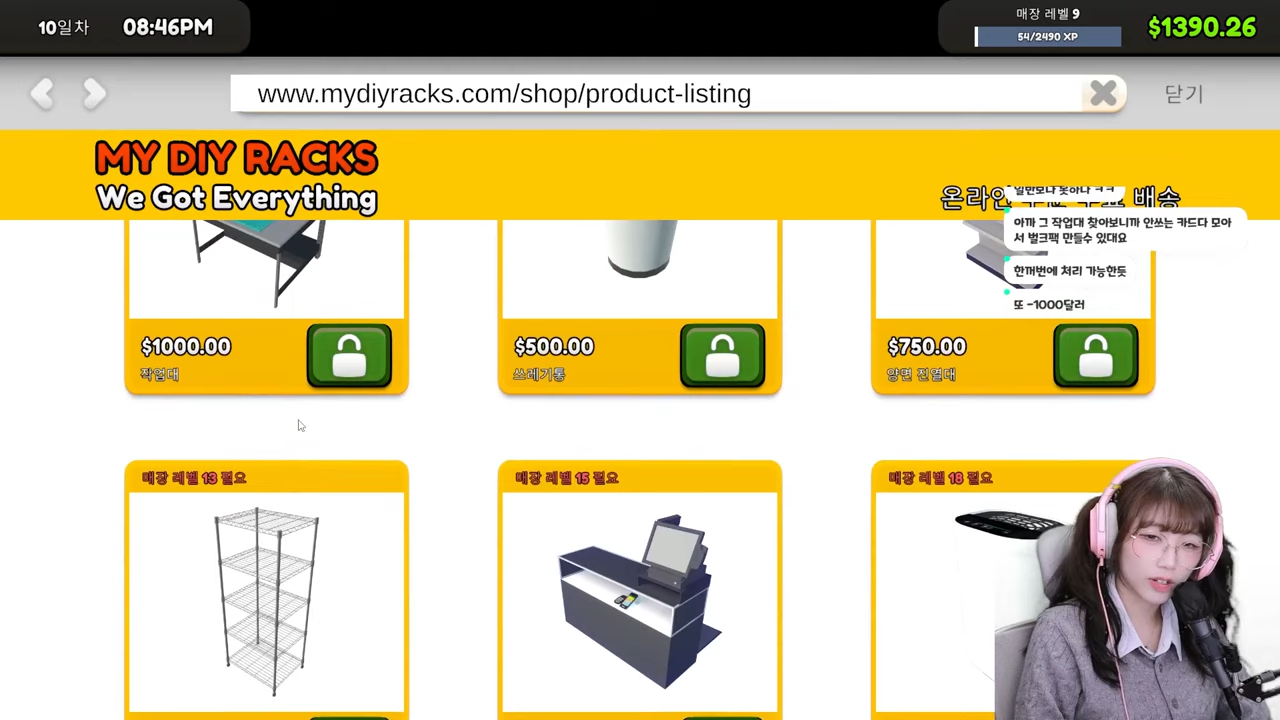 10일차 08:46PM
매장 레벨 9
54/2490 XP
$1390.26
www.mydiyracks.com/shop/product-listing
닫기
MY DIY RACKS
We Got Everything
배송
아까 그 작업대 찾아보니까 안쓰는 카드다 모아
서 벌크팩 만들수 있대요
한꺼번에 처리 가능한듯
또 -1000달러
$1000.00
작업대
$500.00
쓰레기통
$750.00
양면 진열대
매장 레벨 13 필요
매장 레벨 15 필요
매장 레벨 18 필요